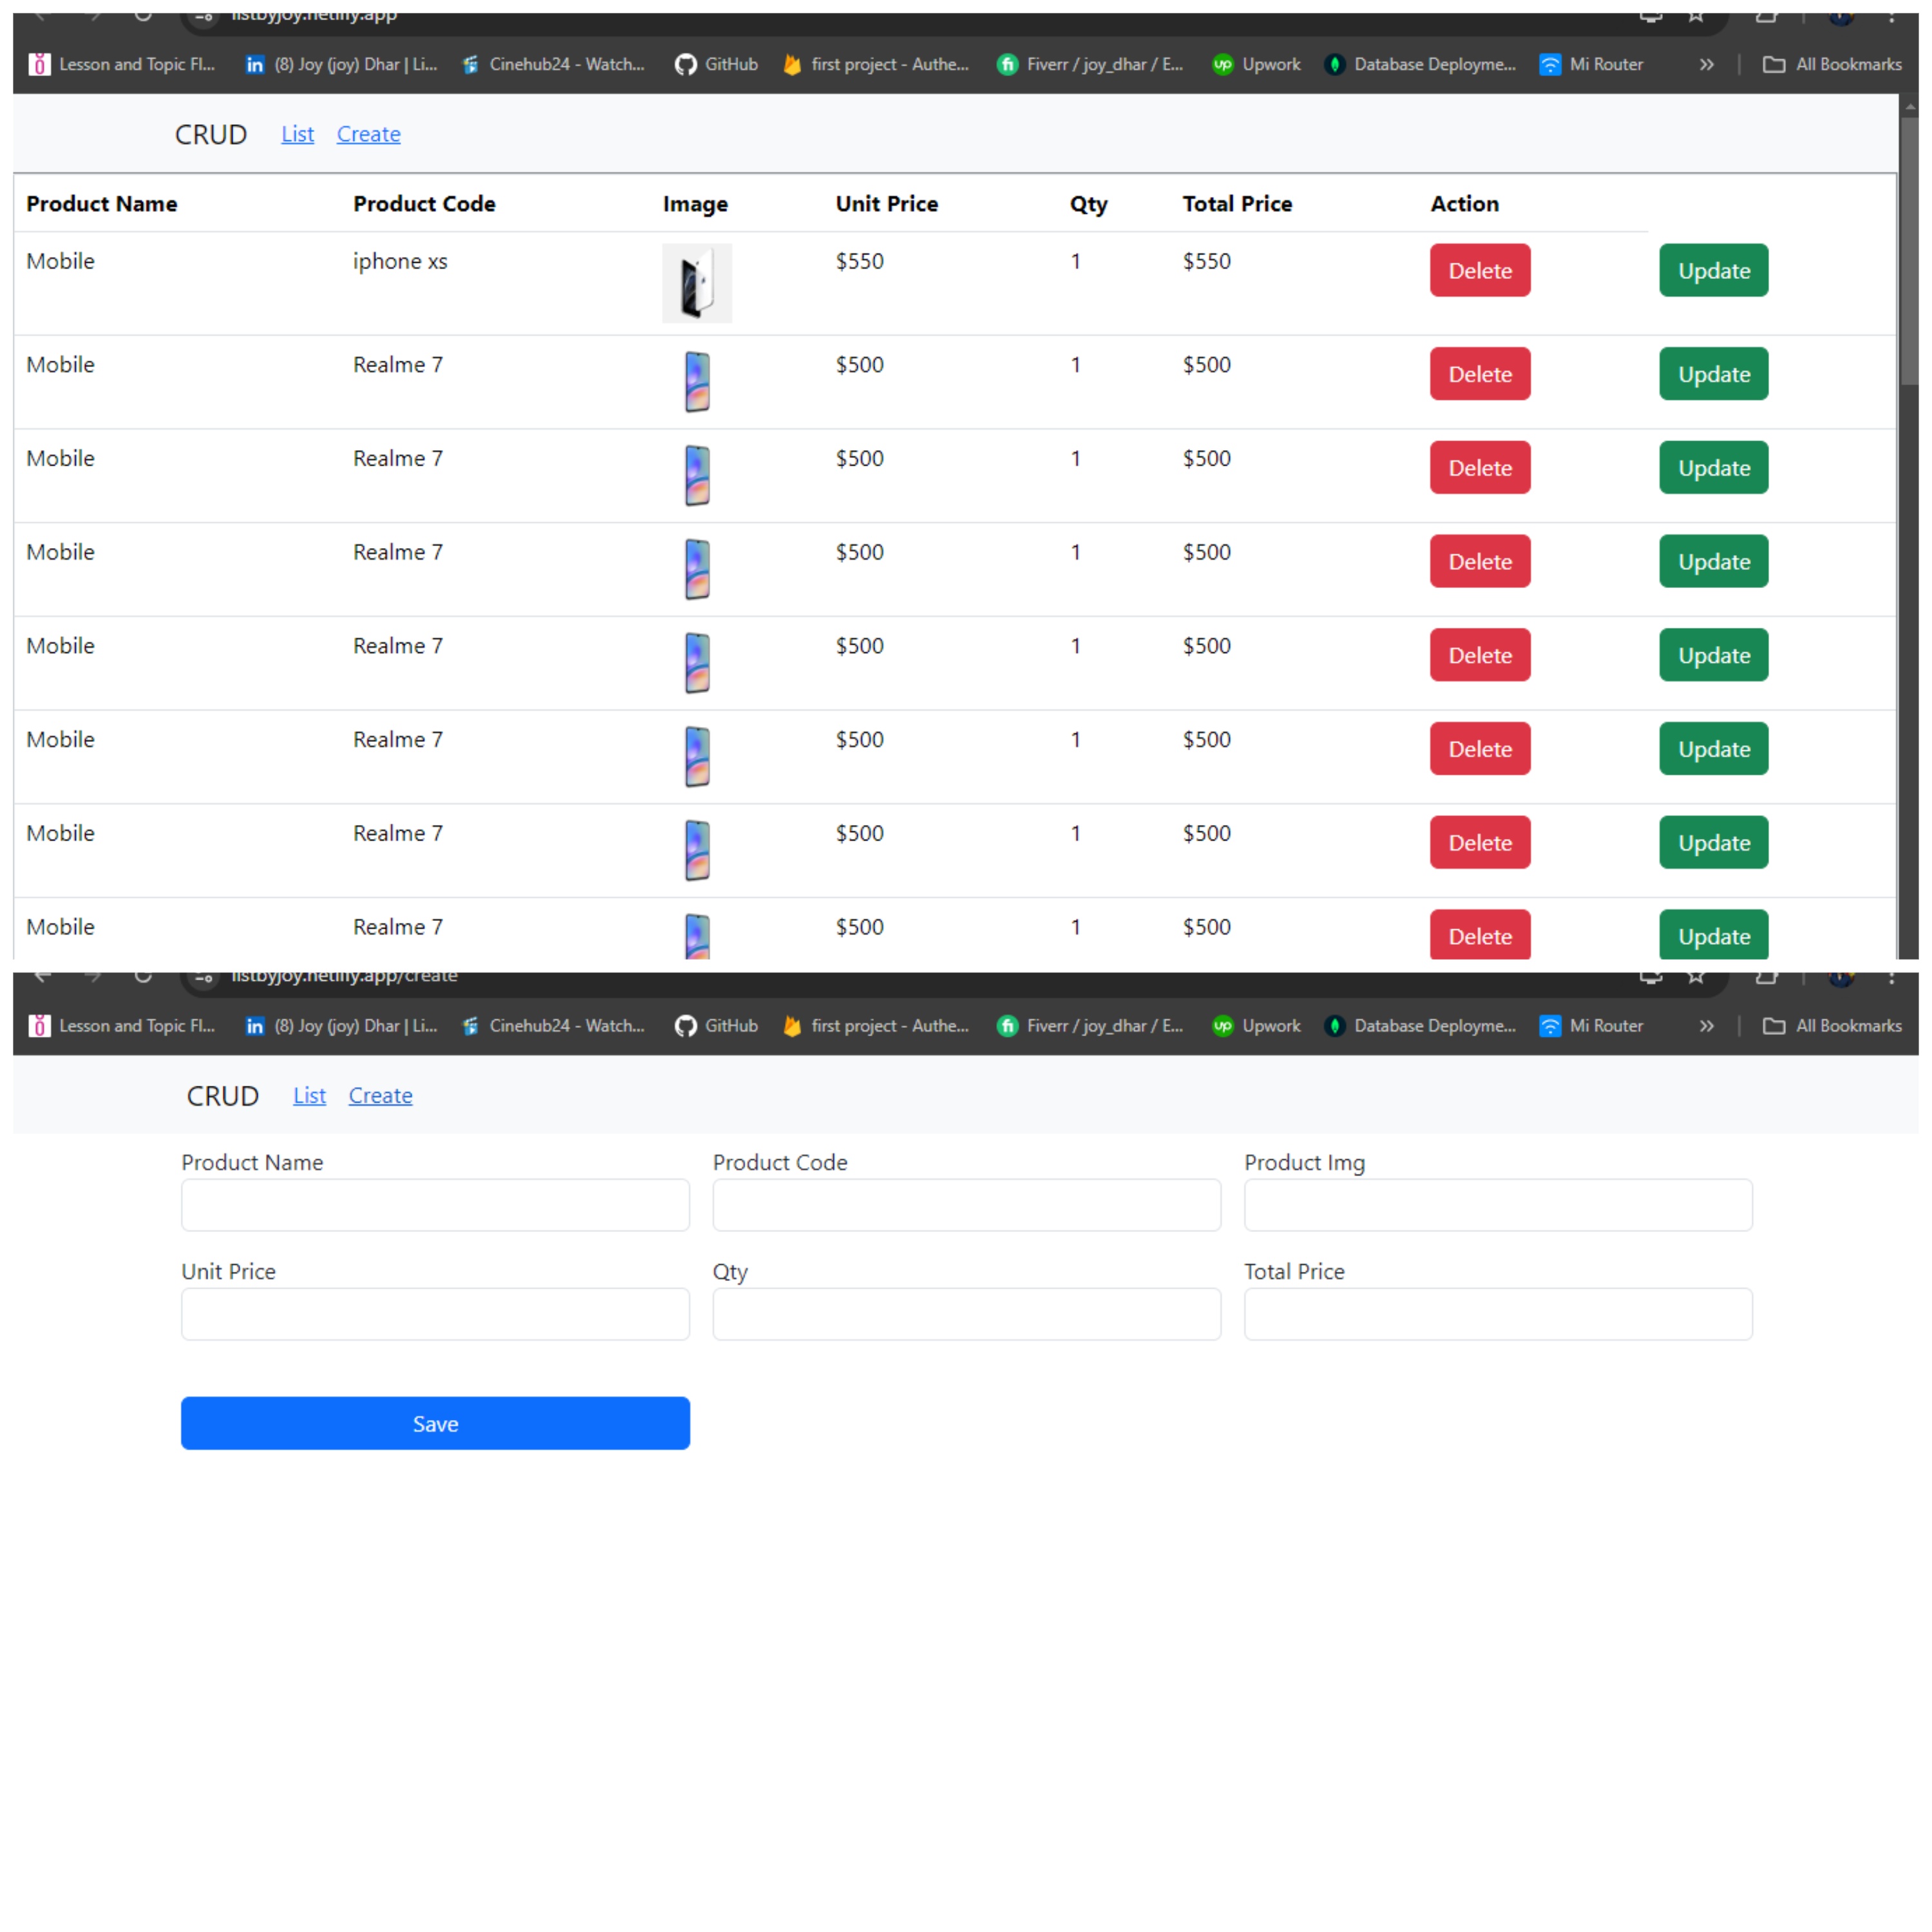 listbyjoy.netlify.app
Lesson and Topic Fl... in (8) Joy (joy) Dhar | Li... Cinehub24 - Watch... GitHub first project - Authe... fi Fiverr / joy_dhar / E... up Upwork Database Deployme... Mi Router » All Bookmarks
CRUD List Create
Product Name Product Code Image Unit Price Qty Total Price Action
Mobile iphone xs $550 1 $550 Delete Update
Mobile Realme 7 $500 1 $500 Delete Update
Mobile Realme 7 $500 1 $500 Delete Update
Mobile Realme 7 $500 1 $500 Delete Update
Mobile Realme 7 $500 1 $500 Delete Update
Mobile Realme 7 $500 1 $500 Delete Update
Mobile Realme 7 $500 1 $500 Delete Update
Mobile Realme 7 $500 1 $500 Delete Update
listbyjoy.netlify.app/create
Lesson and Topic Fl... in (8) Joy (joy) Dhar | Li... Cinehub24 - Watch... GitHub first project - Authe... fi Fiverr / joy_dhar / E... up Upwork Database Deployme... Mi Router » All Bookmarks
CRUD List Create
Product Name Product Code Product Img
Unit Price Qty Total Price
Save